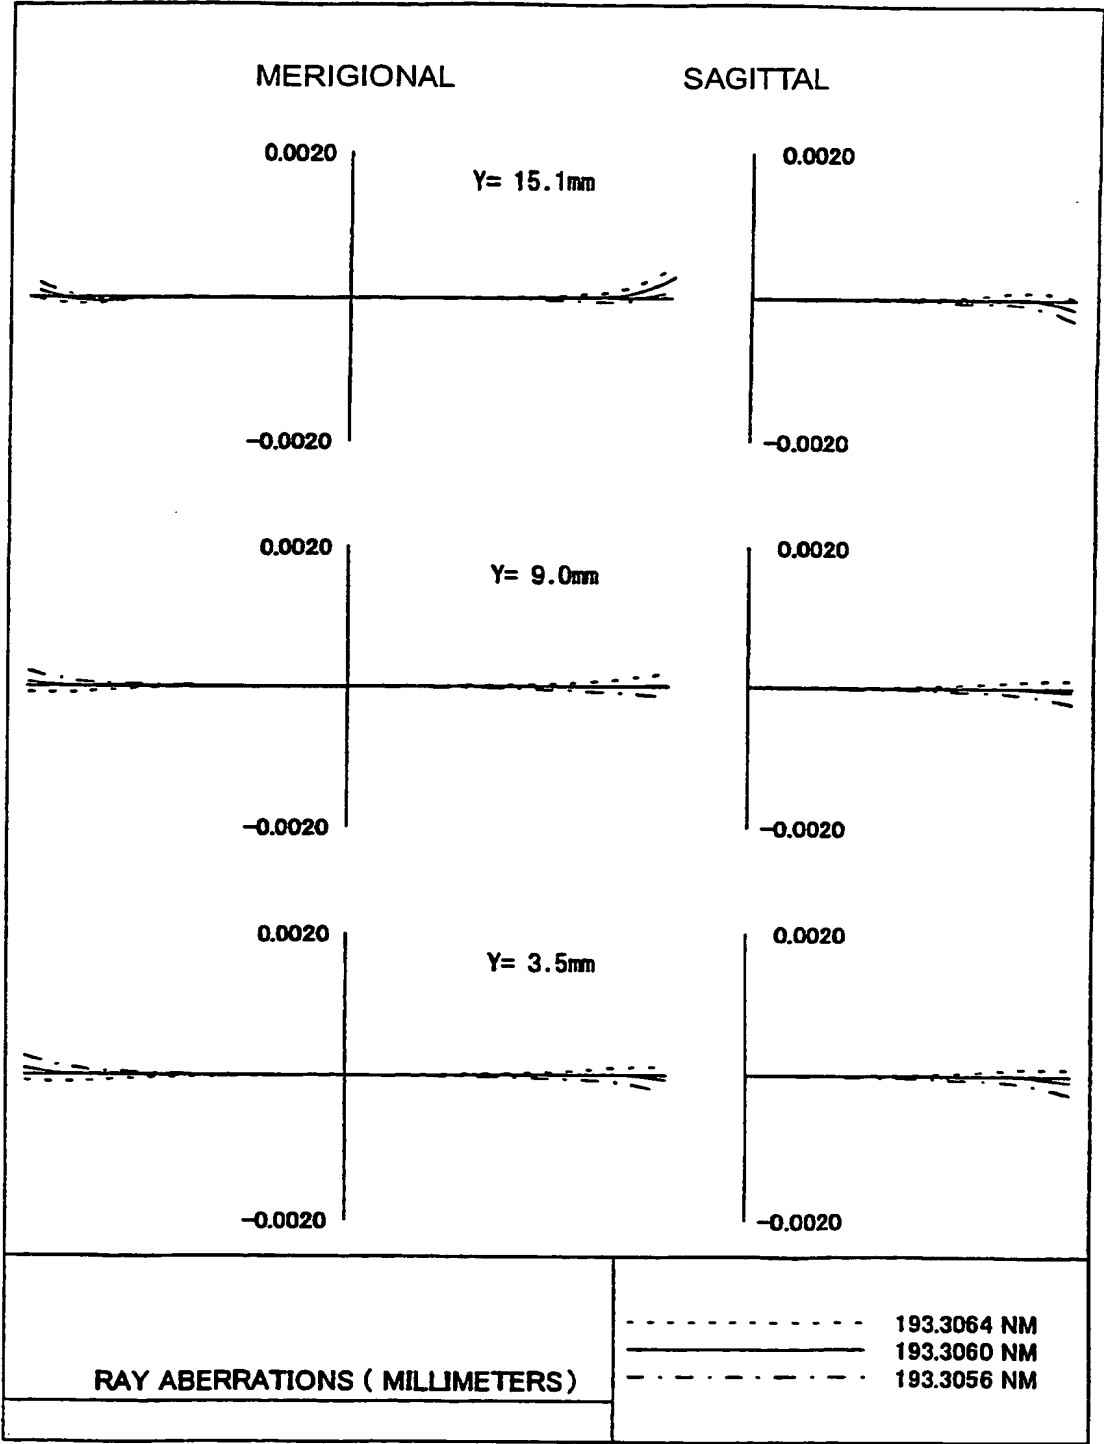 MERIGIONAL SAGITTAL
0.0020 0.0020
Y= 15.1mm
-0.0020 -0.0020
0.0020 0.0020
Y= 9.0mm
-0.0020 -0.0020
0.0020 0.0020
Y= 3.5mm
-0.0020 -0.0020
193.3064 NM
193.3060 NM
RAY ABERRATIONS ( MILLIMETERS ) 193.3056 NM